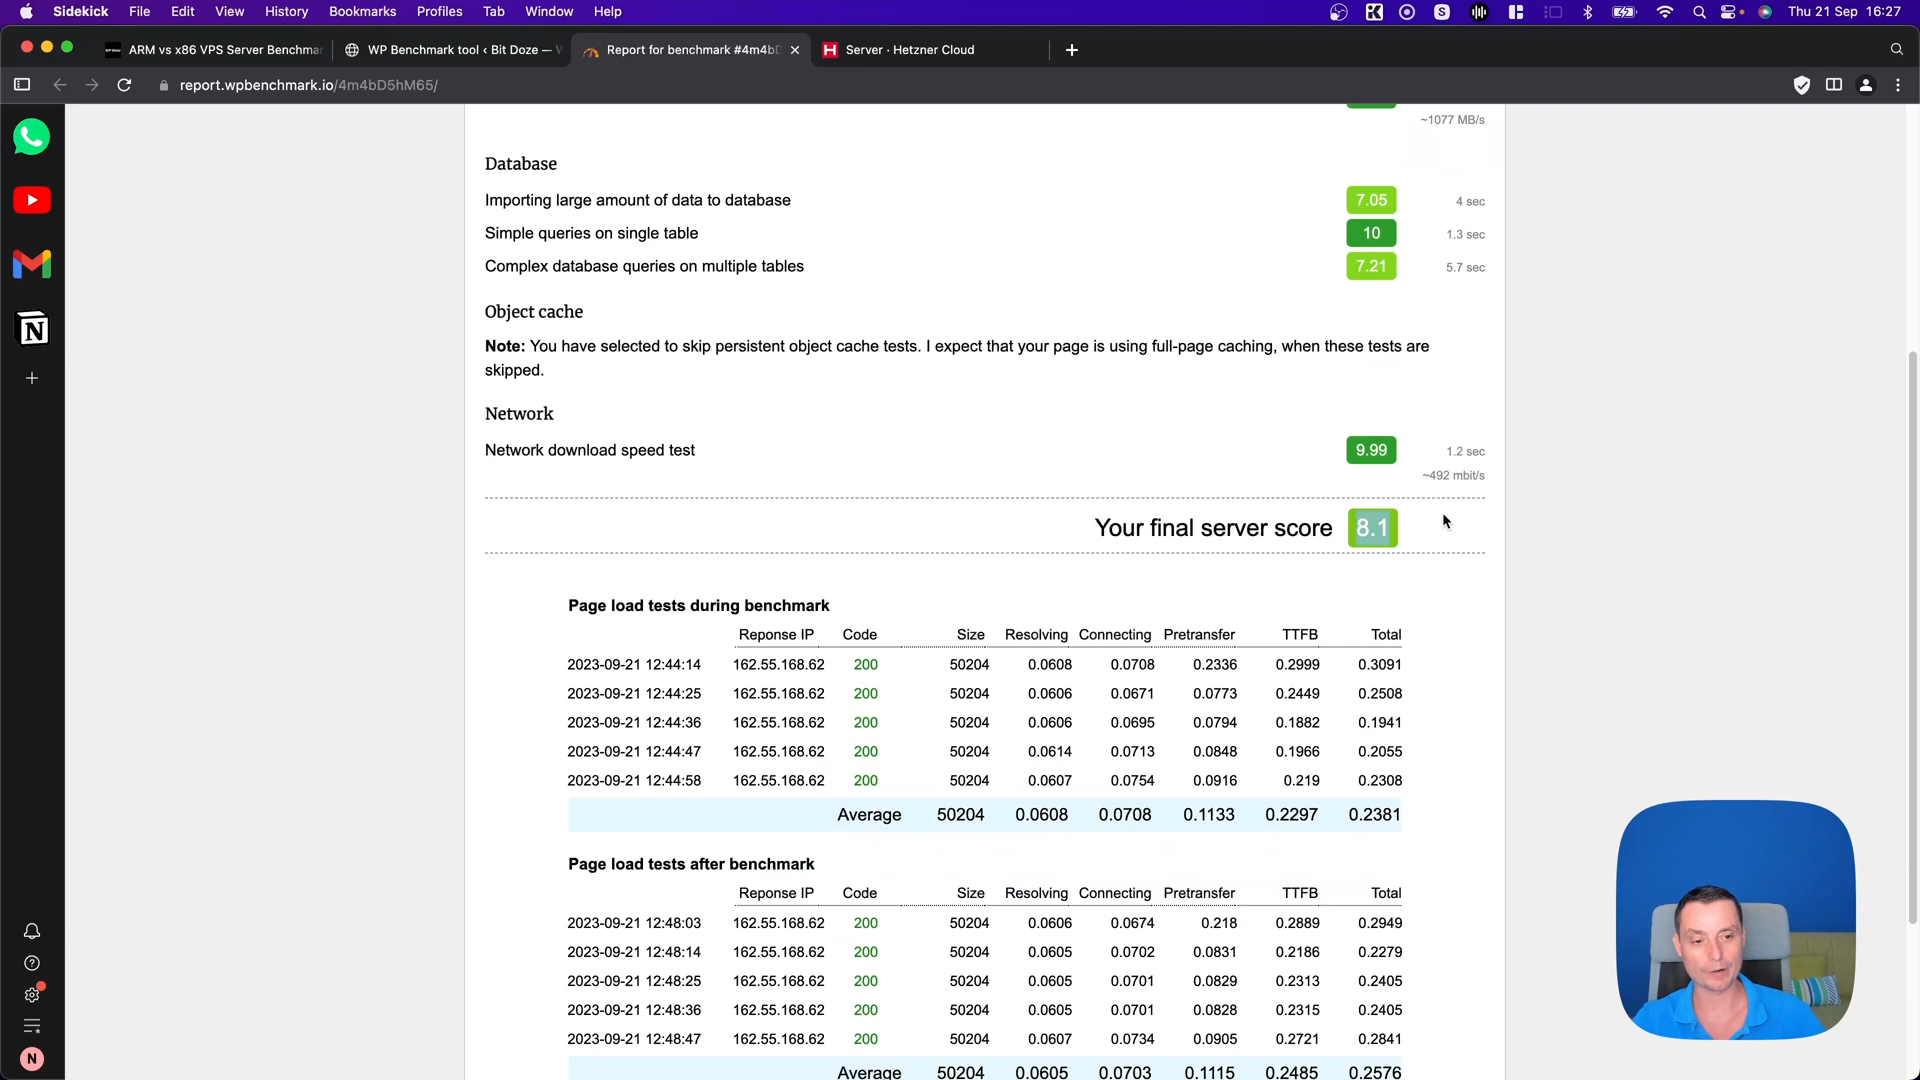 Sidekick File Edit View History Bookmarks Profiles Tab Window Help Thu 21 Sep 16:27
ARM vs x86 VPS Server Benchmar WP Benchmark tool ‹ Bit Doze — Report for benchmark #4m4b Server · Hetzner Cloud
report.wpbenchmark.io/4m4bD5hM65/
~1077 MB/s
Database
Importing large amount of data to database 7.05 4 sec
Simple queries on single table 10 1.3 sec
Complex database queries on multiple tables 7.21 5.7 sec
Object cache
Note: You have selected to skip persistent object cache tests. I expect that your page is using full-page caching, when these tests are
skipped.
Network
Network download speed test 9.99 1.2 sec
~492 mbit/s
Your final server score 8.1
Page load tests during benchmark
Reponse IP Code Size Resolving Connecting Pretransfer TTFB Total
2023-09-21 12:44:14 162.55.168.62 200 50204 0.0608 0.0708 0.2336 0.2999 0.3091
2023-09-21 12:44:25 162.55.168.62 200 50204 0.0606 0.0671 0.0773 0.2449 0.2508
2023-09-21 12:44:36 162.55.168.62 200 50204 0.0606 0.0695 0.0794 0.1882 0.1941
2023-09-21 12:44:47 162.55.168.62 200 50204 0.0614 0.0713 0.0848 0.1966 0.2055
2023-09-21 12:44:58 162.55.168.62 200 50204 0.0607 0.0754 0.0916 0.219 0.2308
Average 50204 0.0608 0.0708 0.1133 0.2297 0.2381
Page load tests after benchmark
Reponse IP Code Size Resolving Connecting Pretransfer TTFB Total
2023-09-21 12:48:03 162.55.168.62 200 50204 0.0606 0.0674 0.218 0.2889 0.2949
2023-09-21 12:48:14 162.55.168.62 200 50204 0.0605 0.0702 0.0831 0.2186 0.2279
2023-09-21 12:48:25 162.55.168.62 200 50204 0.0605 0.0701 0.0829 0.2313 0.2405
2023-09-21 12:48:36 162.55.168.62 200 50204 0.0605 0.0701 0.0828 0.2315 0.2405
2023-09-21 12:48:47 162.55.168.62 200 50204 0.0607 0.0734 0.0905 0.2721 0.2841
Average 50204 0.0605 0.0703 0.1115 0.2485 0.2576
N